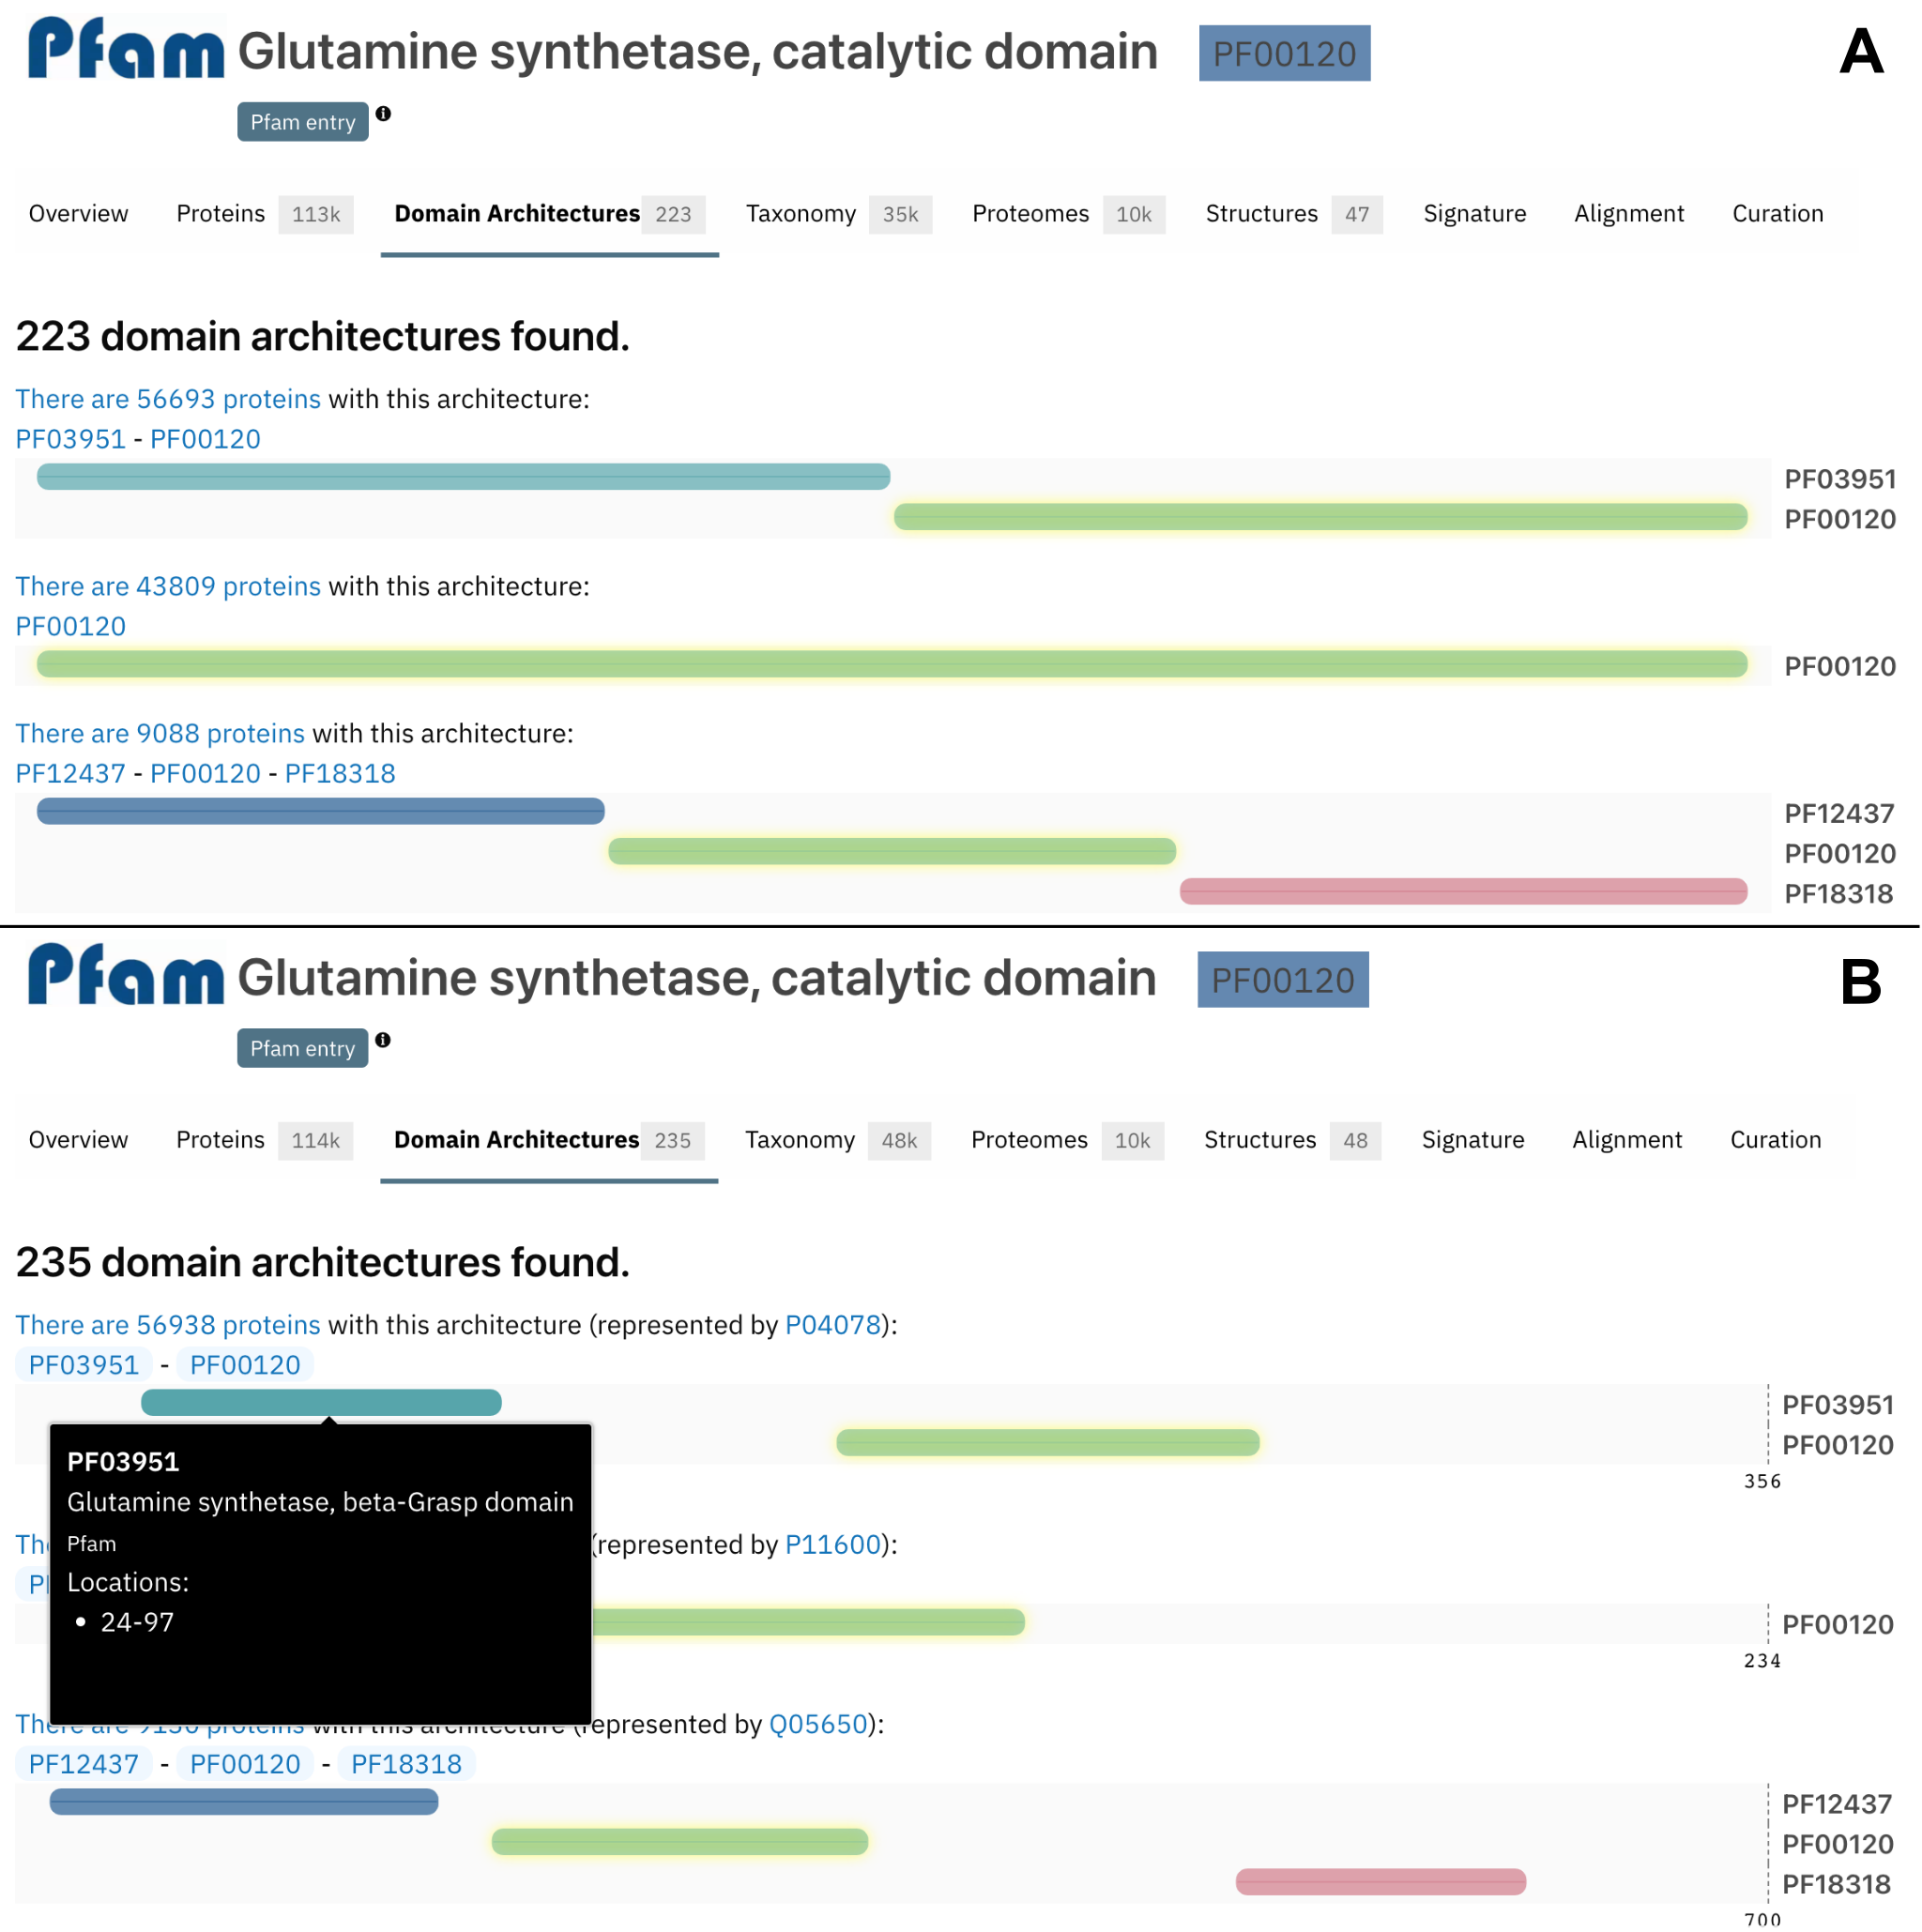 Pfam Glutamine synthetase, catalytic domain PF00120 A
Pfam entry i
Overview Proteins 113k Domain Architectures 223 Taxonomy 35k Proteomes 10k Structures 47 Signature Alignment Curation
223 domain architectures found.
There are 56693 proteins with this architecture:
PF03951 - PF00120
PF03951
PF00120
There are 43809 proteins with this architecture:
PF00120
PF00120
There are 9088 proteins with this architecture:
PF12437 - PF00120 - PF18318
PF12437
PF00120
PF18318
Pfam Glutamine synthetase, catalytic domain PF00120 B
Pfam entry i
Overview Proteins 114k Domain Architectures 235 Taxonomy 48k Proteomes 10k Structures 48 Signature Alignment Curation
235 domain architectures found.
There are 56938 proteins with this architecture (represented by P04078):
PF03951 - PF00120
PF03951
PF00120
356
PF03951
Glutamine synthetase, beta-Grasp domain
Pfam
Locations:
• 24-97
(represented by P11600):
PF00120
234
There are proteins with this architecture (represented by Q05650):
PF12437 - PF00120 - PF18318
PF12437
PF00120
PF18318
700